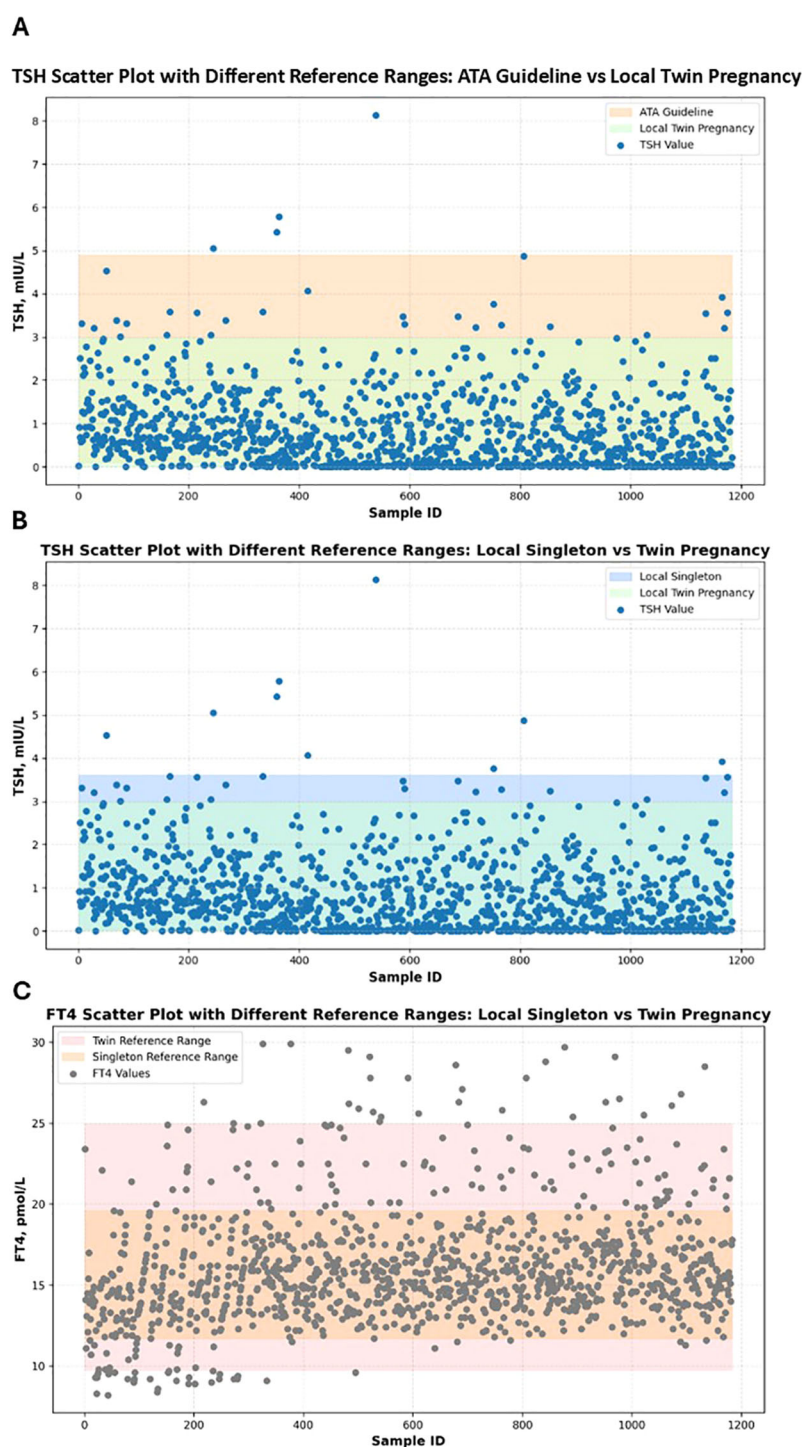 A
TSH Scatter Plot with Different Reference Ranges: ATA Guideline vs Local Twin Pregnancy
ATA Guideline
Local Twin Pregnancy
TSH Value
8
7
6
5
4
3
2
1
0
TSH, mIU/L
0 200 400 600 800 1000 1200
Sample ID
B
TSH Scatter Plot with Different Reference Ranges: Local Singleton vs Twin Pregnancy
Local Singleton
Local Twin Pregnancy
TSH Value
8
7
6
5
4
3
2
1
0
TSH, mIU/L
0 200 400 600 800 1000 1200
Sample ID
C
FT4 Scatter Plot with Different Reference Ranges: Local Singleton vs Twin Pregnancy
Twin Reference Range
Singleton Reference Range
FT4 Values
30
25
20
15
10
FT4, pmol/L
0 200 400 600 800 1000 1200
Sample ID